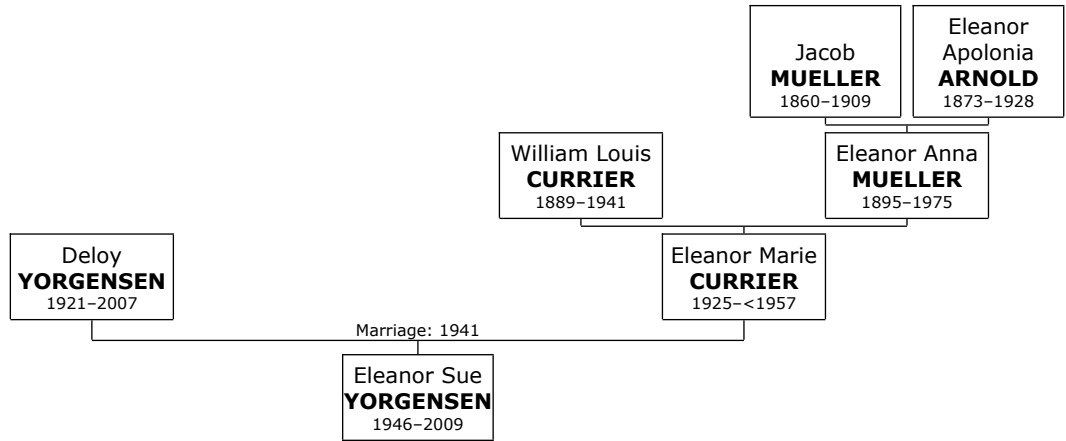 Jacob
MUELLER
1860–1909
Eleanor
Apolonia
ARNOLD
1873–1928
William Louis
CURRIER
1889–1941
Eleanor Anna
MUELLER
1895–1975
Deloy
YORGENSEN
1921–2007
Eleanor Marie
CURRIER
1925–<1957
Marriage: 1941
Eleanor Sue
YORGENSEN
1946–2009